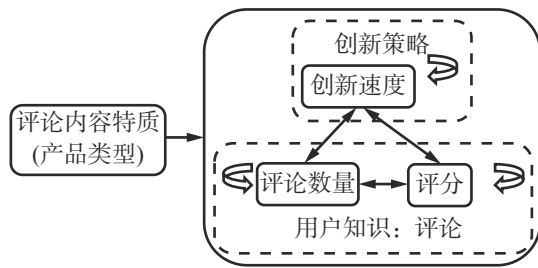 创新策略
创新速度
评论内容特质
(产品类型)
评论数量
评分
用户知识：评论